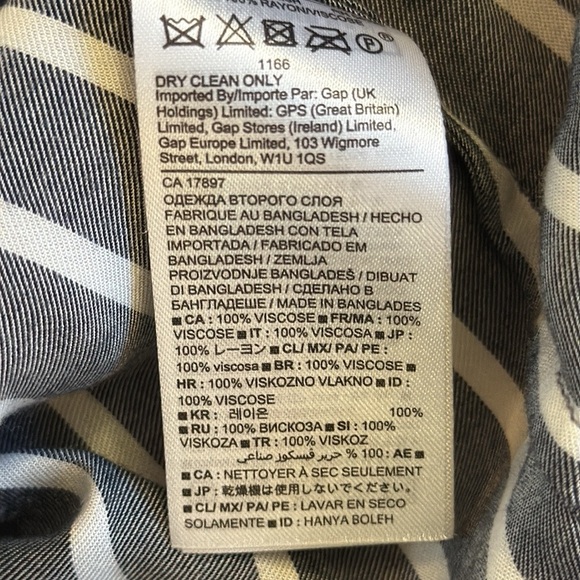 100% RAYON/VISCOSE
P
1166
DRY CLEAN ONLY
Imported By/Importe Par: Gap (UK
Holdings) Limited: GPS (Great Britain)
Limited, Gap Stores (Ireland) Limited,
Gap Europe Limited, 103 Wigmore
Street, London, W1U 1QS
CA 17897
ОДЕЖДА ВТОРОГО СЛОЯ
FABRIQUE AU BANGLADESH / HECHO
EN BANGLADESH CON TELA
IMPORTADA / FABRICADO EM
BANGLADESH / ZEMLJA
PROIZVODNJE BANGLADEŠ / DIBUAT
DI BANGLADESH / СДЕЛАНО В
БАНГЛАДЕШЕ / MADE IN BANGLADES
■ CA : 100% VISCOSE ■ FR/MA : 100%
VISCOSE ■ IT : 100% VISCOSA ■ JP :
100% レーヨン ■ CL/ MX/ PA/ PE :
100% viscosa ■ BR : 100% VISCOSE ■
HR : 100% VISKOZNO VLAKNO ■ ID :
100% VISCOSE
■ KR : 레이온 100%
■ RU : 100% ВИСКОЗА ■ SI : 100%
VISKOZA ■ TR : 100% VISKOZ
■ AE : 100 % حرير فيسكوز صناعي
■ CA : NETTOYER À SEC SEULEMENT
■ JP : 乾燥機は使用しないでください。
■ CL/ MX/ PA/ PE : LAVAR EN SECO
SOLAMENTE ■ ID : HANYA BOLEH